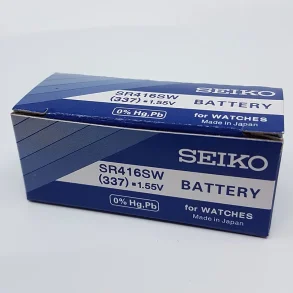 SEIKO
SR416SW
(337) ▪ 1.55V
BATTERY
0% Hg,Pb
for WATCHES
Made in Japan
SEIKO
SR416SW
(337) ▪ 1.55V
BATTERY
0% Hg,Pb
for WATCHES
Made in Japan